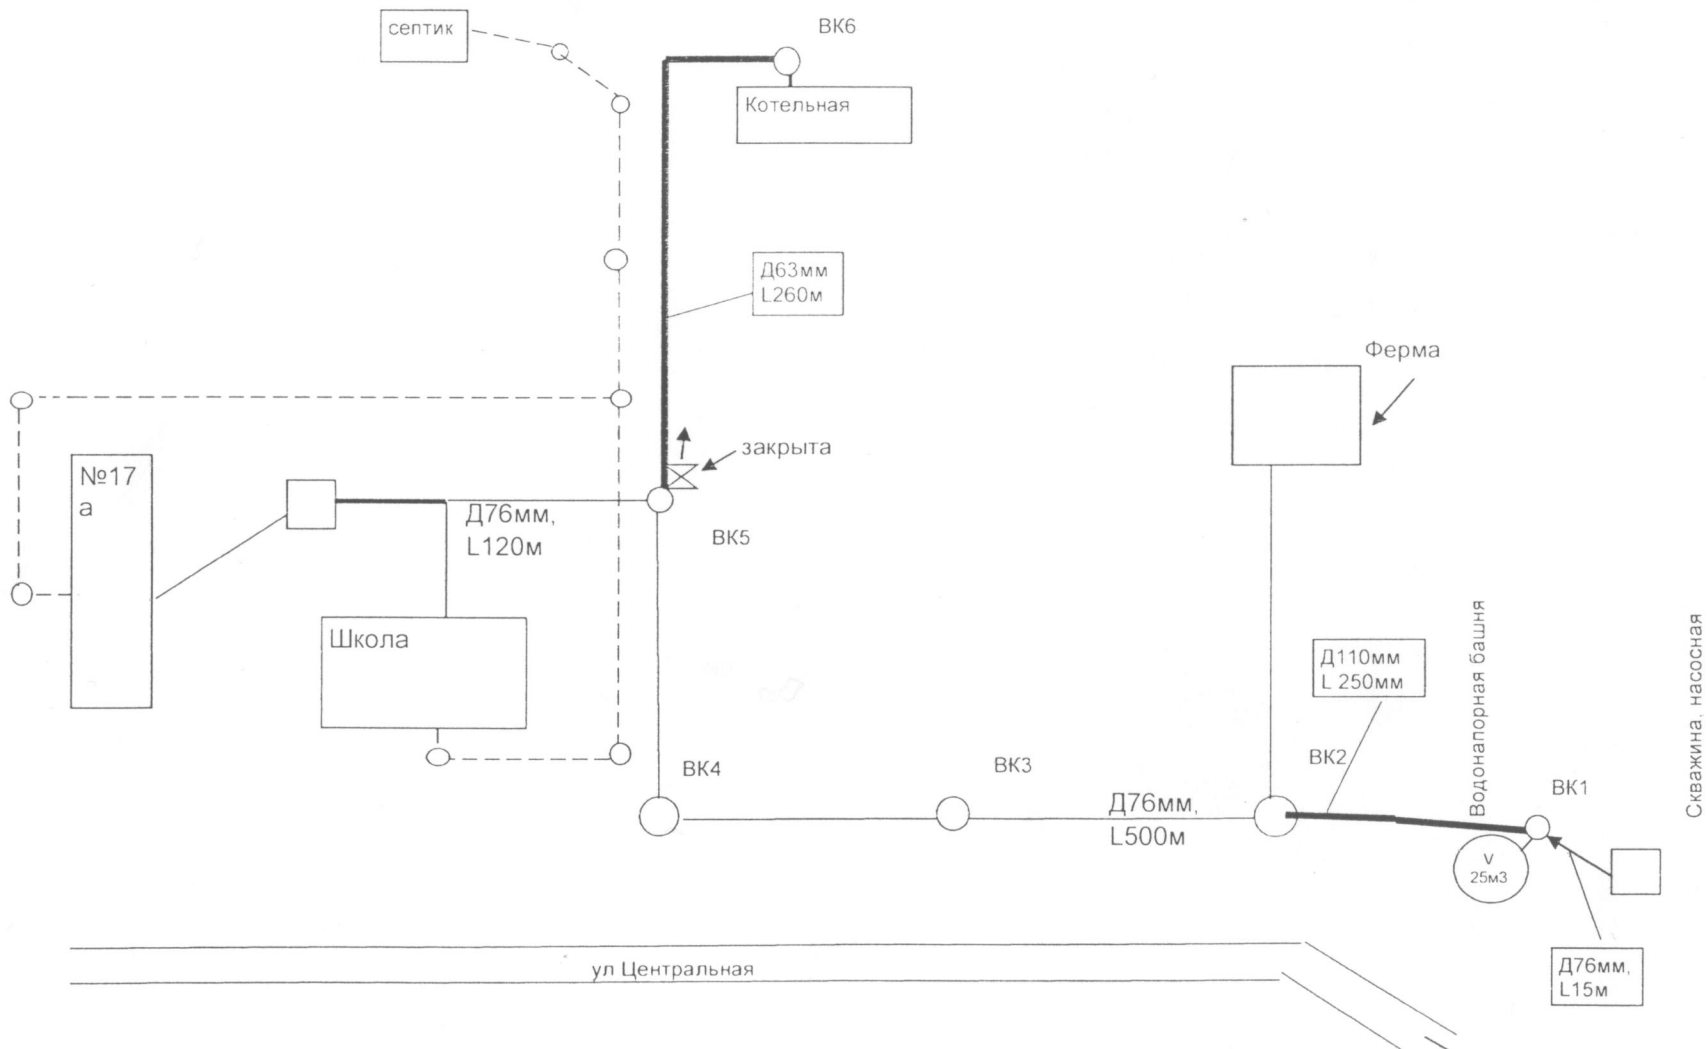 септик
ВК6
Котельная
Д63мм
L260м
Ферма
закрыта
№17
а
Д76мм,
L120м
ВК5
Школа
Д110мм
L 250мм
Водонапорная башня
Скважина, насосная
ВК4
ВК3
ВК2
ВК1
Д76мм,
L500м
V
25м3
ул Центральная
Д76мм,
L15м